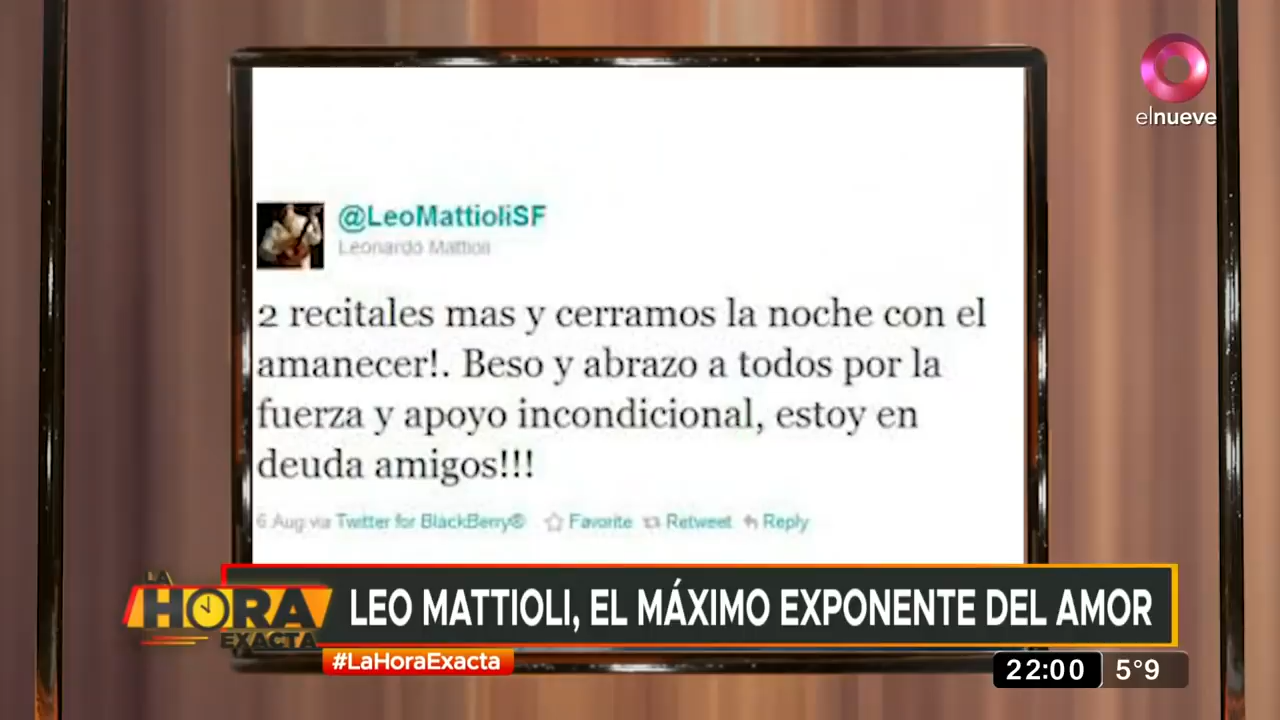 elnueve
@LeoMattioliSF
Leonardo Mattioli
2 recitales mas y cerramos la noche con el
amanecer!. Beso y abrazo a todos por la
fuerza y apoyo incondicional, estoy en
deuda amigos!!!
6 Aug via Twitter for BlackBerry® Favorite Retweet Reply
LA
HORA
EXACTA
LEO MATTIOLI, EL MÁXIMO EXPONENTE DEL AMOR
#LaHoraExacta
22:00 5°9